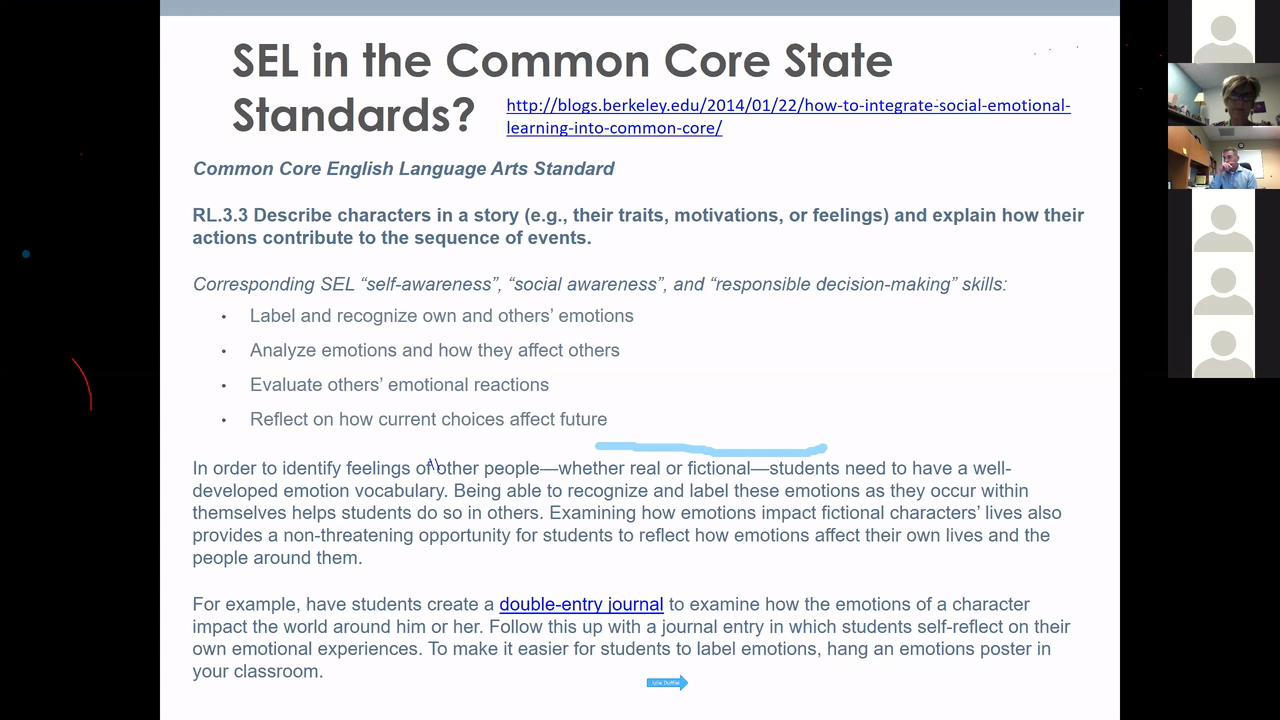 SEL in the Common Core State
Standards?
http://blogs.berkeley.edu/2014/01/22/how-to-integrate-social-emotional-
learning-into-common-core/
Common Core English Language Arts Standard
RL.3.3 Describe characters in a story (e.g., their traits, motivations, or feelings) and explain how their
actions contribute to the sequence of events.
Corresponding SEL “self-awareness”, “social awareness”, and “responsible decision-making” skills:
• Label and recognize own and others’ emotions
• Analyze emotions and how they affect others
• Evaluate others’ emotional reactions
• Reflect on how current choices affect future
In order to identify feelings of other people—whether real or fictional—students need to have a well-
developed emotion vocabulary. Being able to recognize and label these emotions as they occur within
themselves helps students do so in others. Examining how emotions impact fictional characters’ lives also
provides a non-threatening opportunity for students to reflect how emotions affect their own lives and the
people around them.
For example, have students create a double-entry journal to examine how the emotions of a character
impact the world around him or her. Follow this up with a journal entry in which students self-reflect on their
own emotional experiences. To make it easier for students to label emotions, hang an emotions poster in
your classroom.